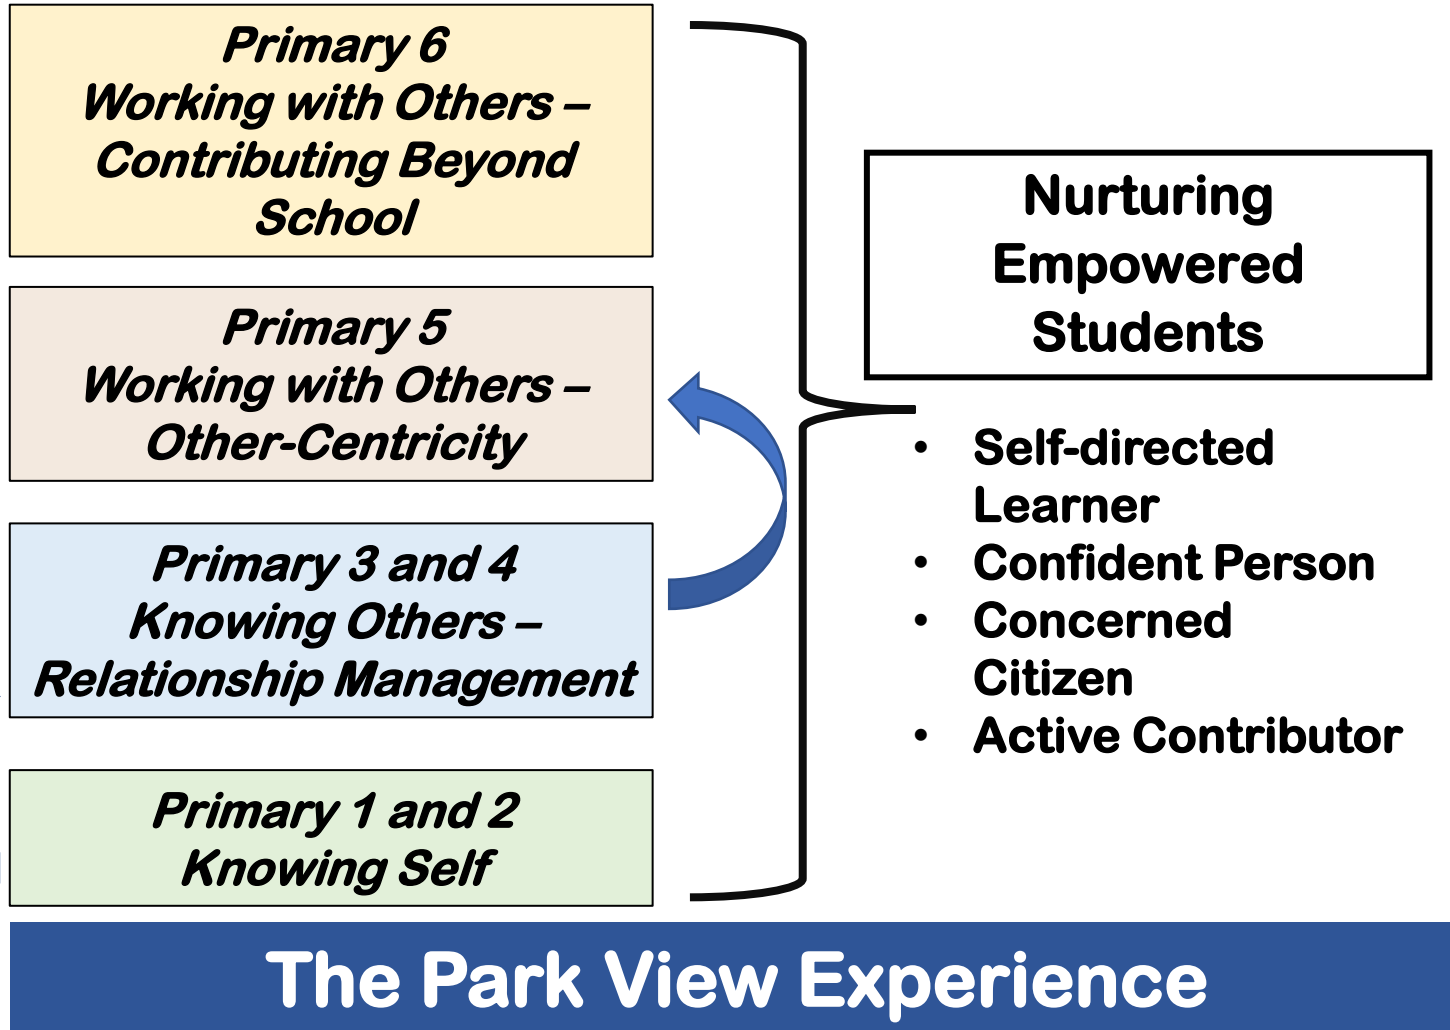 Primary 6
Working with Others –
Contributing Beyond
School
Primary 5
Working with Others –
Other-Centricity
Primary 3 and 4
Knowing Others –
Relationship Management
Primary 1 and 2
Knowing Self
Nurturing
Empowered
Students
• Self-directed
Learner
• Confident Person
• Concerned
Citizen
• Active Contributor
The Park View Experience